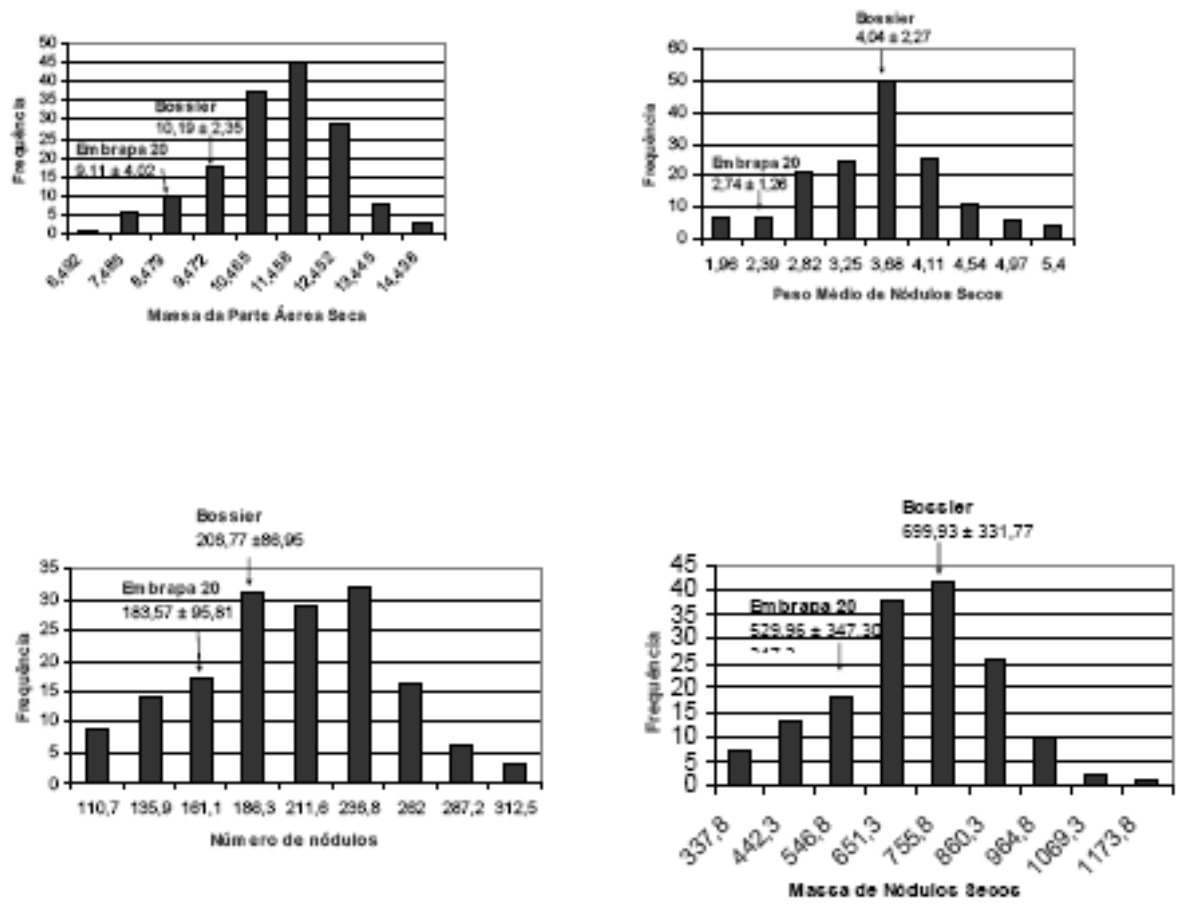 50
45
40
35
30
25
20
15
10
5
0
Frequência
Bossier
10,19 ± 2,35
Embrapa 20
9,11 ± 4,02
6,492
7,485
8,479
9,472
10,465
11,458
12,452
13,445
14,438
Massa da Parte Áerea Seca
Bossier
4,04 ± 2,27
60
50
40
30
20
10
0
Frequência
Embrapa 20
2,74 ± 1,26
1,96 2,39 2,82 3,25 3,68 4,11 4,54 4,97 5,4
Peso Médio de Nódulos Secos
Bossier
206,77 ±86,95
35
30
25
20
15
10
5
0
Frequência
Embrapa 20
183,57 ± 95,81
110,7 135,9 161,1 186,3 211,6 236,8 262 287,2 312,5
Número de nódulos
Bossier
699,93 ± 331,77
45
40
35
30
25
20
15
10
5
0
Frequência
Embrapa 20
529,96 ± 347,30
337,8
442,3
546,8
651,3
755,8
860,3
964,8
1069,3
1173,8
Massa de Nódulos Secos